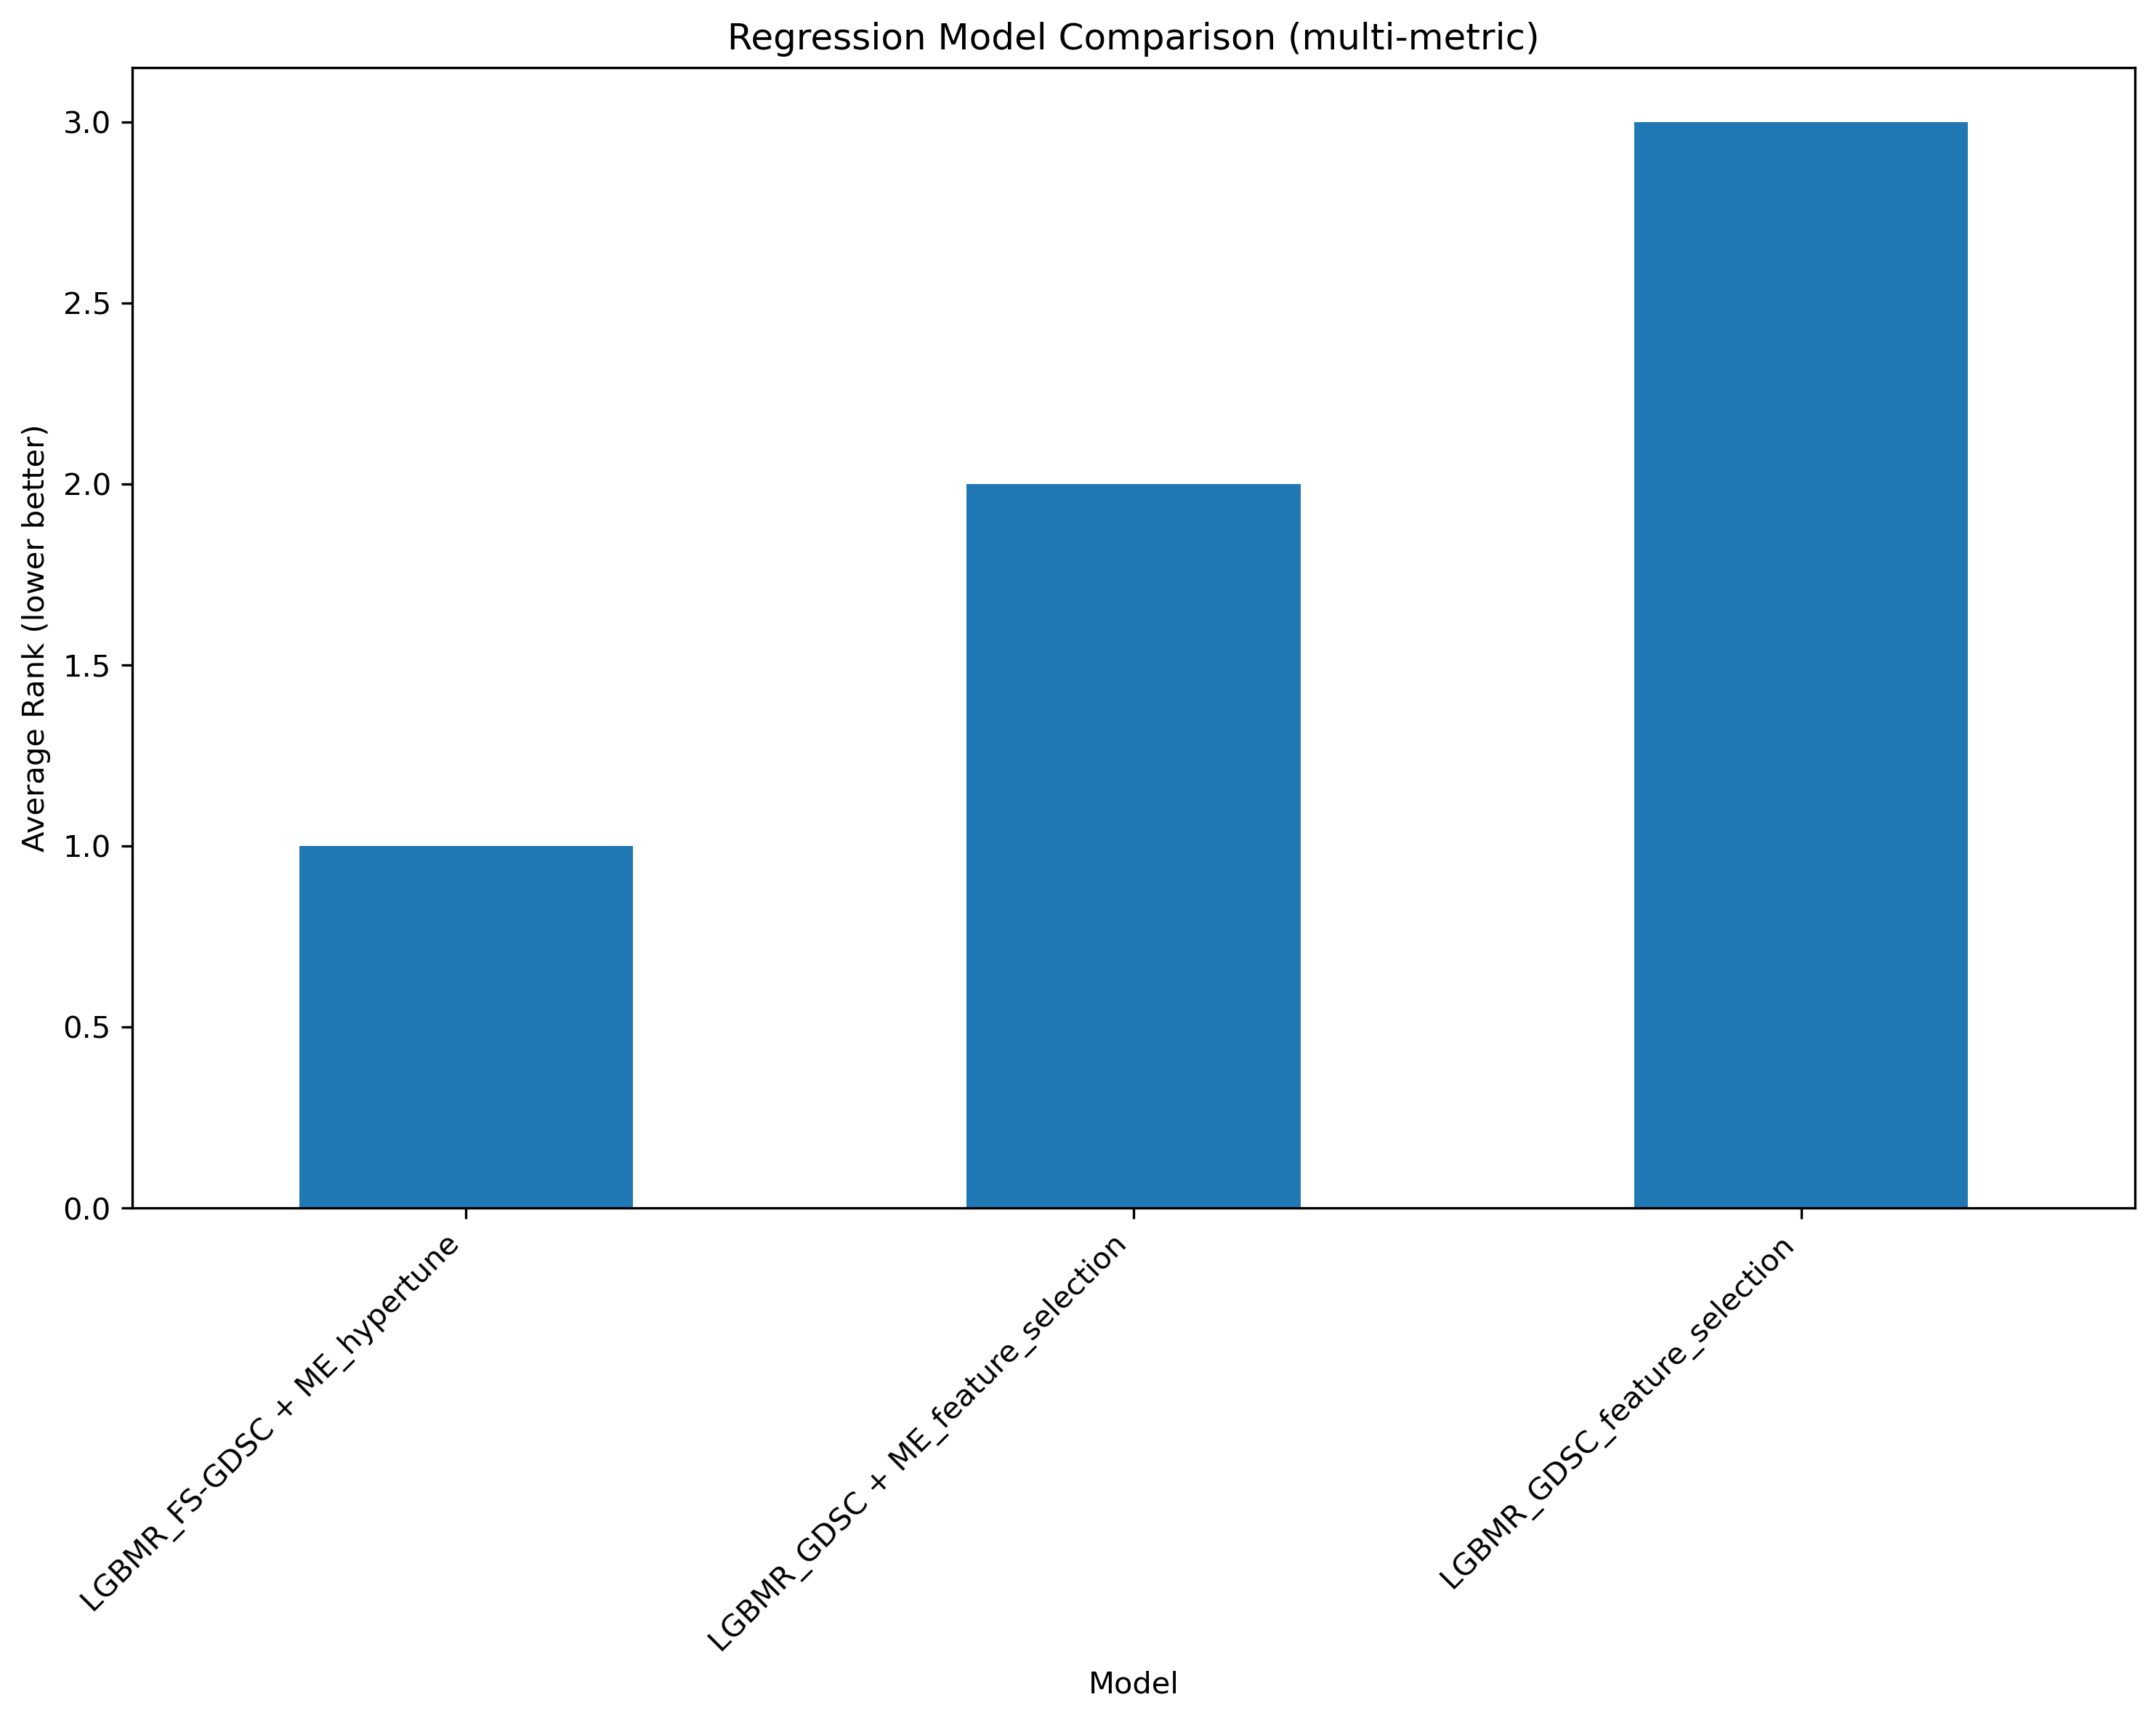 Regression Model Comparison (multi-metric)
Average Rank (lower better)
3.0
2.5
2.0
1.5
1.0
0.5
0.0
LGBMR_FS-GDSC + ME_hypertune
LGBMR_GDSC + ME_feature_selection
LGBMR_GDSC_feature_selection
Model